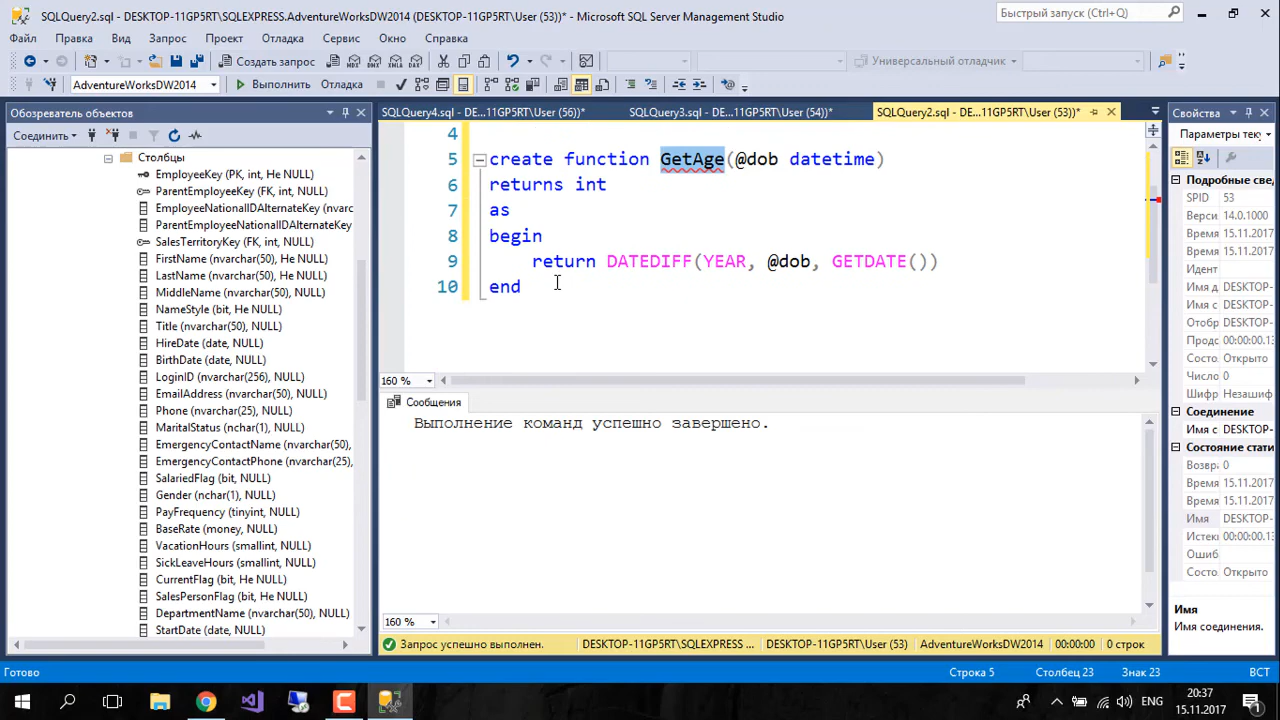 SQLQuery2.sql - DESKTOP-11GP5RT\SQLEXPRESS.AdventureWorksDW2014 (DESKTOP-11GP5RT\User (53))* - Microsoft SQL Server Management Studio
Быстрый запуск (Ctrl+Q)
Файл Правка Вид Запрос Проект Отладка Сервис Окно Справка
Создать запрос
Универсальный отладчик
AdventureWorksDW2014
Выполнить Отладка
Обозреватель объектов
SQLQuery4.sql - DE...11GP5RT\User (56))*
SQLQuery3.sql - DE...11GP5RT\User (54))*
SQLQuery2.sql - DE...11GP5RT\User (53))*
Свойства
Соединить
Столбцы
EmployeeKey (PK, int, Не NULL)
ParentEmployeeKey (FK, int, NULL)
EmployeeNationalIDAlternateKey (nvarc
ParentEmployeeNationalIDAlternateKey
SalesTerritoryKey (FK, int, NULL)
FirstName (nvarchar(50), Не NULL)
LastName (nvarchar(50), Не NULL)
MiddleName (nvarchar(50), NULL)
NameStyle (bit, Не NULL)
Title (nvarchar(50), NULL)
HireDate (date, NULL)
BirthDate (date, NULL)
LoginID (nvarchar(256), NULL)
EmailAddress (nvarchar(50), NULL)
Phone (nvarchar(25), NULL)
MaritalStatus (nchar(1), NULL)
EmergencyContactName (nvarchar(50),
EmergencyContactPhone (nvarchar(25),
SalariedFlag (bit, NULL)
Gender (nchar(1), NULL)
PayFrequency (tinyint, NULL)
BaseRate (money, NULL)
VacationHours (smallint, NULL)
SickLeaveHours (smallint, NULL)
CurrentFlag (bit, Не NULL)
SalesPersonFlag (bit, Не NULL)
DepartmentName (nvarchar(50), NULL)
StartDate (date, NULL)
4
5 create function GetAge(@dob datetime)
6 returns int
7 as
8 begin
9 return DATEDIFF(YEAR, @dob, GETDATE())
10 end
160 %
Сообщения
Выполнение команд успешно завершено.
160 %
Запрос успешно выполнен.
DESKTOP-11GP5RT\SQLEXPRESS ...
DESKTOP-11GP5RT\User (53)
AdventureWorksDW2014
00:00:00
0 строк
Параметры тек
Подробные све
SPID 53
Верси 14.0.1000
Время 15.11.2017
Время 15.11.2017
Идент
Имя д DESKTOP-
Имя с DESKTOP-
Отобр DESKTOP-
Продс 00:00:00.13
Состо Открыто
Число 0
Шифр Незашиф
Соединение
Имя с DESKTOP-
Состояние стати
Возвр 0
Время 15.11.2017
Время 15.11.2017
Имя DESKTOP-
Истек 00:00:00.13
Ошиб
Состо Открыто
Имя
Имя соединения.
Готово
Строка 5
Столбец 23
Знак 23
ВСТ
ENG
20:37
15.11.2017
1